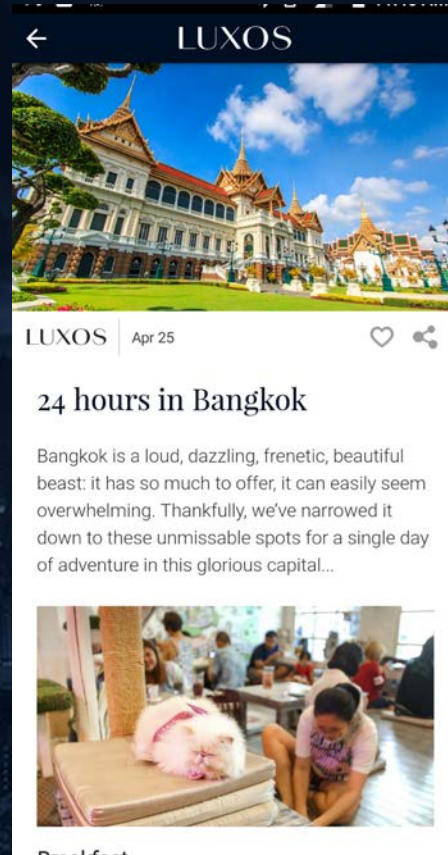 LUXOS
LUXOS
Apr 25
24 hours in Bangkok
Bangkok is a loud, dazzling, frenetic, beautiful
beast: it has so much to offer, it can easily seem
overwhelming. Thankfully, we’ve narrowed it
down to these unmissable spots for a single day
of adventure in this glorious capital...
Breakfast